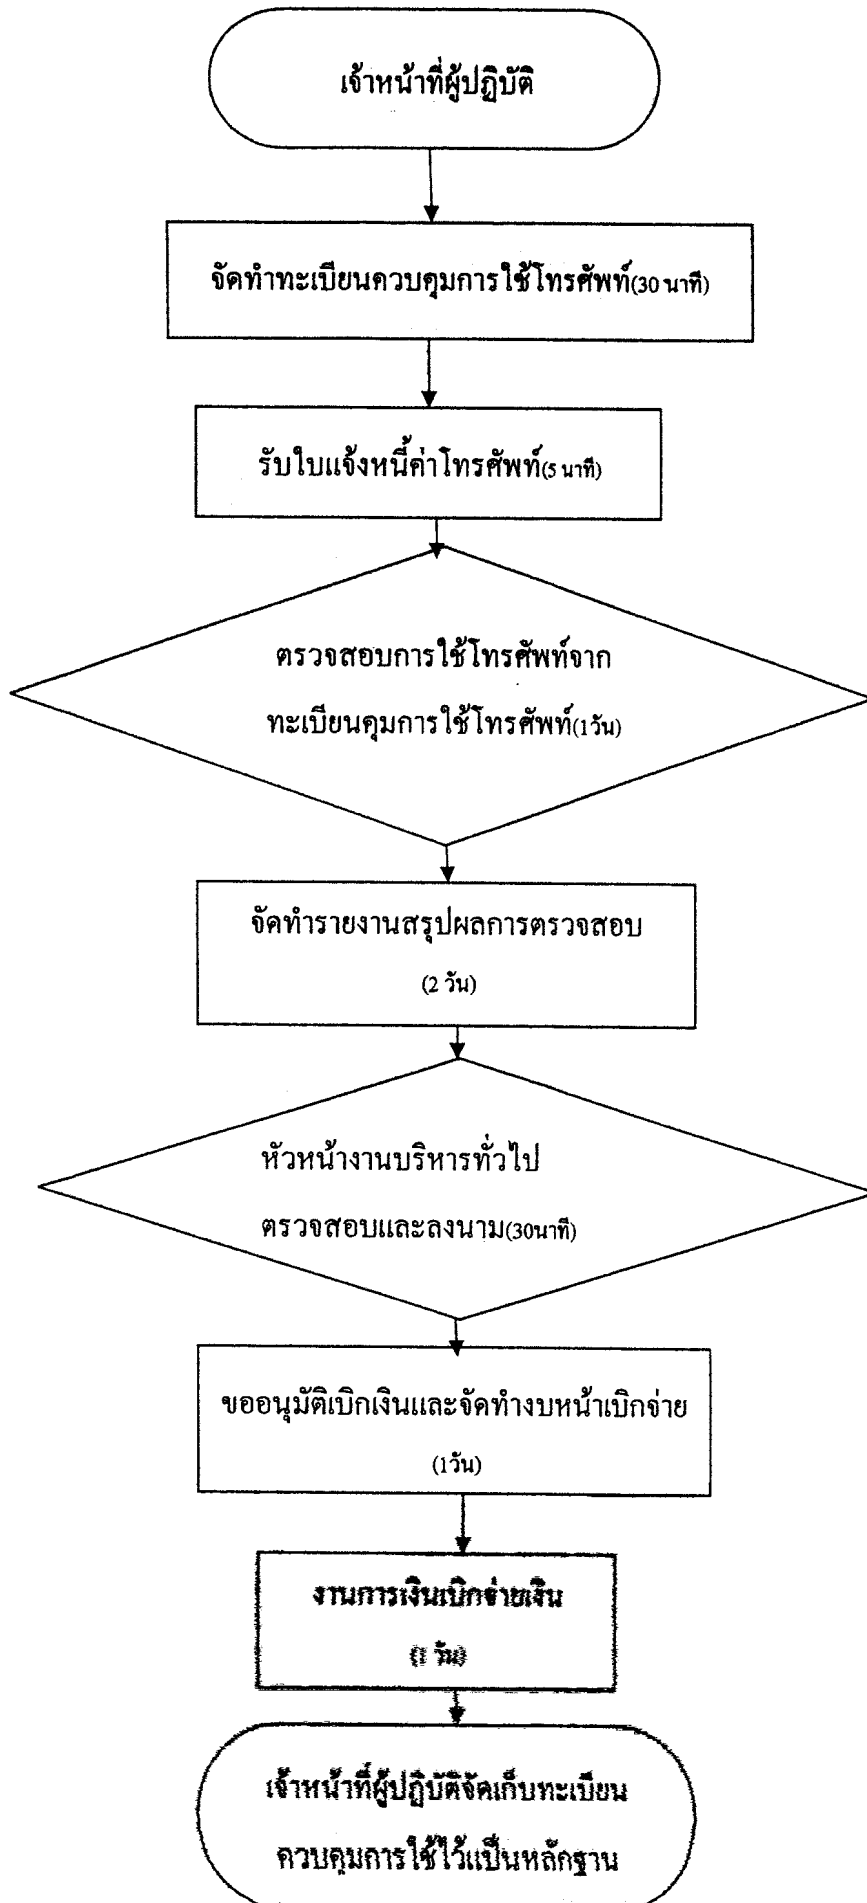 เจ้าหน้าที่ผู้ปฏิบัติ
จัดทำทะเบียนควบคุมการใช้โทรศัพท์(30 นาที)
รับใบแจ้งหนี้ค่าโทรศัพท์(5 นาที)
ตรวจสอบการใช้โทรศัพท์จาก
ทะเบียนคุมการใช้โทรศัพท์(1วัน)
จัดทำรายงานสรุปผลการตรวจสอบ
(2 วัน)
หัวหน้างานบริหารทั่วไป
ตรวจสอบและลงนาม(30นาที)
ขออนุมัติเบิกเงินและจัดทำงบหน้าเบิกจ่าย
(1วัน)
งานการเงินเบิกจ่ายเงิน
(1 วัน)
เจ้าหน้าที่ผู้ปฏิบัติจัดเก็บทะเบียน
ควบคุมการใช้ไว้เป็นหลักฐาน